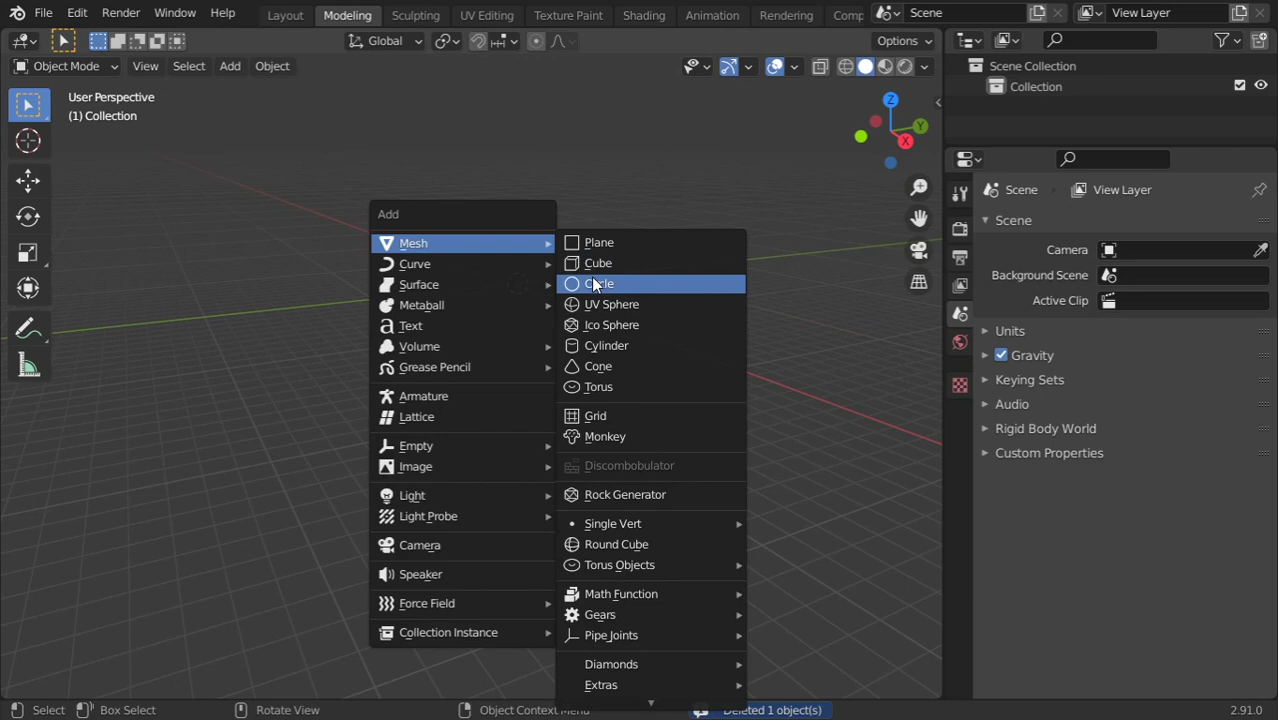 File Edit Render Window Help Layout Modeling Sculpting UV Editing Texture Paint Shading Animation Rendering Comp Scene View Layer
Global Options
Object Mode View Select Add Object
Scene Collection
Collection
User Perspective
(1) Collection
Z
Y
X
Scene View Layer
Scene
Camera
Background Scene
Active Clip
Units
Gravity
Keying Sets
Audio
Rigid Body World
Custom Properties
Add
Mesh
Curve
Surface
Metaball
Text
Volume
Grease Pencil
Armature
Lattice
Empty
Image
Light
Light Probe
Camera
Speaker
Force Field
Collection Instance
Plane
Cube
Circle
UV Sphere
Ico Sphere
Cylinder
Cone
Torus
Grid
Monkey
Discombobulator
Rock Generator
Single Vert
Round Cube
Torus Objects
Math Function
Gears
Pipe Joints
Diamonds
Extras
Select Box Select Rotate View Object Context Menu Deleted 1 object(s) 2.91.0